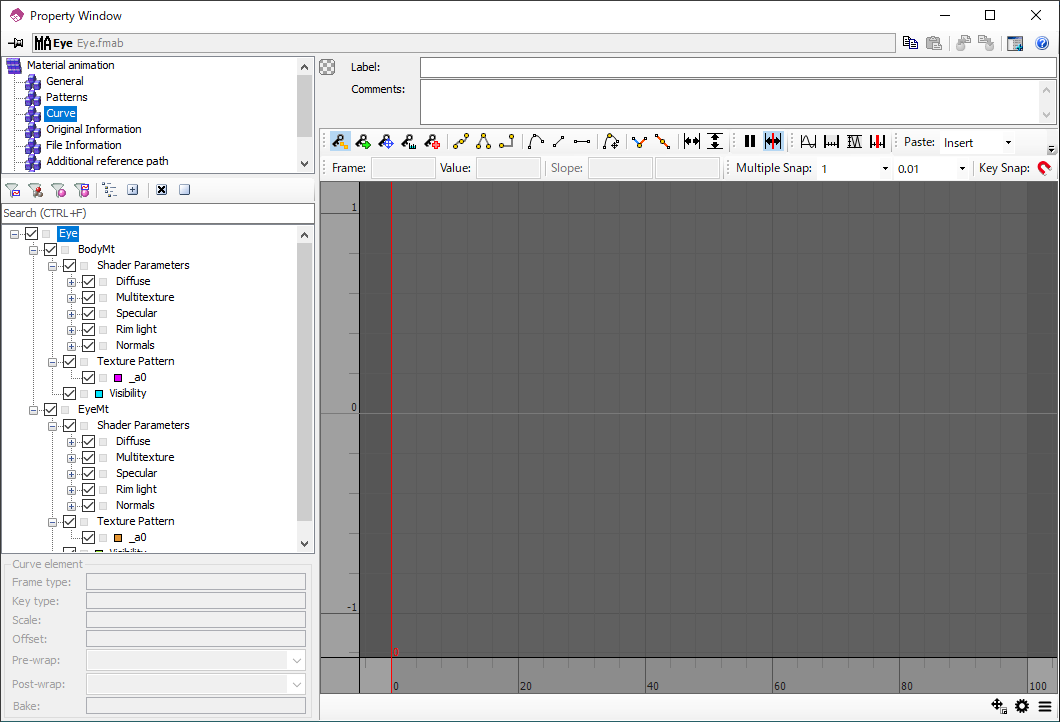 Property Window
MA Eye Eye.fmab
Material animation
General
Patterns
Curve
Original Information
File Information
Additional reference path
Label:
Comments:
Paste: Insert
Frame: Value: Slope: Multiple Snap: 1 0.01 Key Snap:
Search (CTRL+F)
Eye
BodyMt
Shader Parameters
Diffuse
Multitexture
Specular
Rim light
Normals
Texture Pattern
_a0
Visibility
EyeMt
Shader Parameters
Diffuse
Multitexture
Specular
Rim light
Normals
Texture Pattern
_a0
Visibility
Curve element
Frame type:
Key type:
Scale:
Offset:
Pre-wrap:
Post-wrap:
Bake:
1
0
-1
0
0 20 40 60 80 100